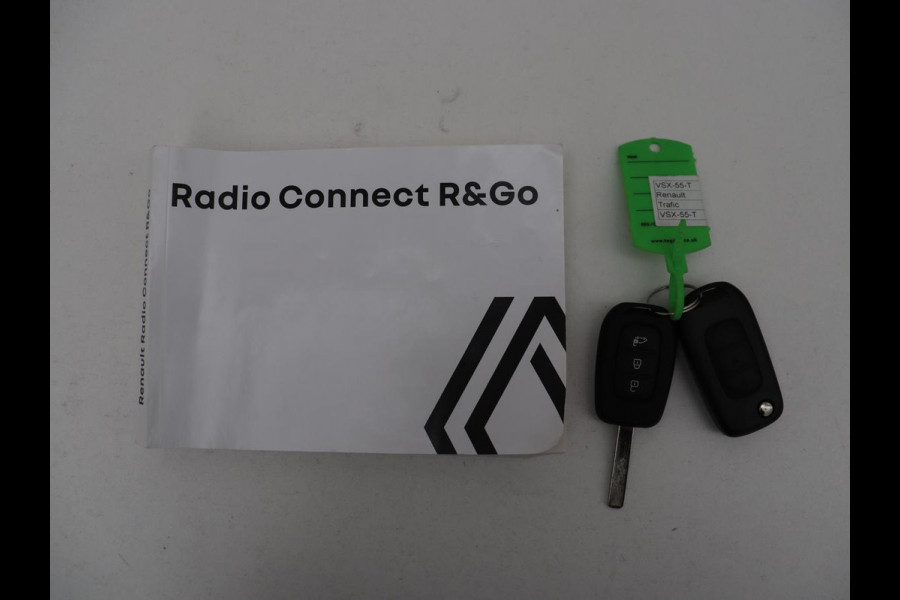 Radio Connect R&Go
Renault Radio Connect R&Go
VSX-55-T
Renault
Trafic
VSX-55-T